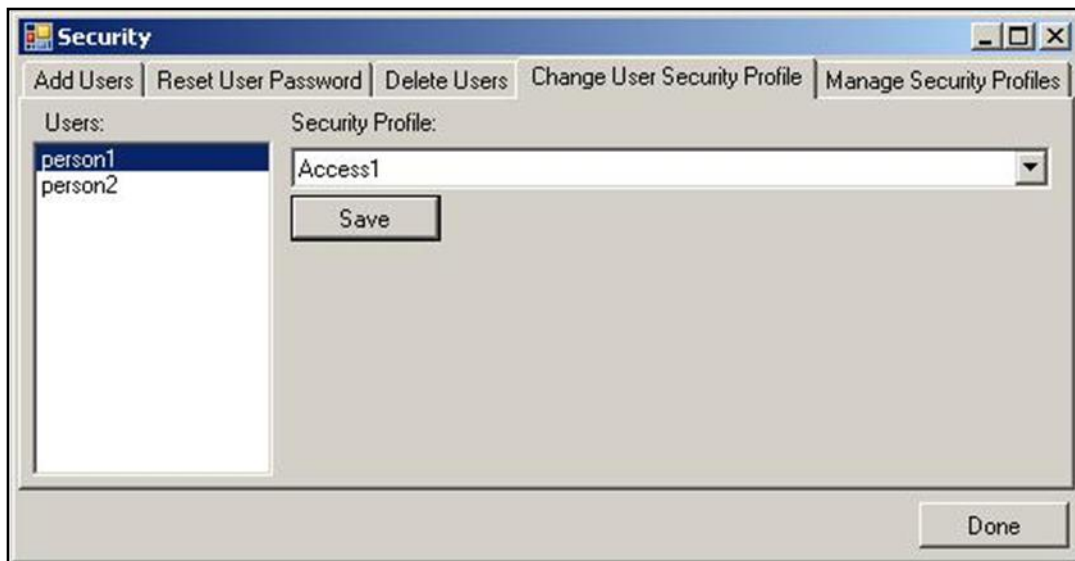 Security
Add Users Reset User Password Delete Users Change User Security Profile Manage Security Profiles
Users: Security Profile:
person1 Access1
person2
Save
Done